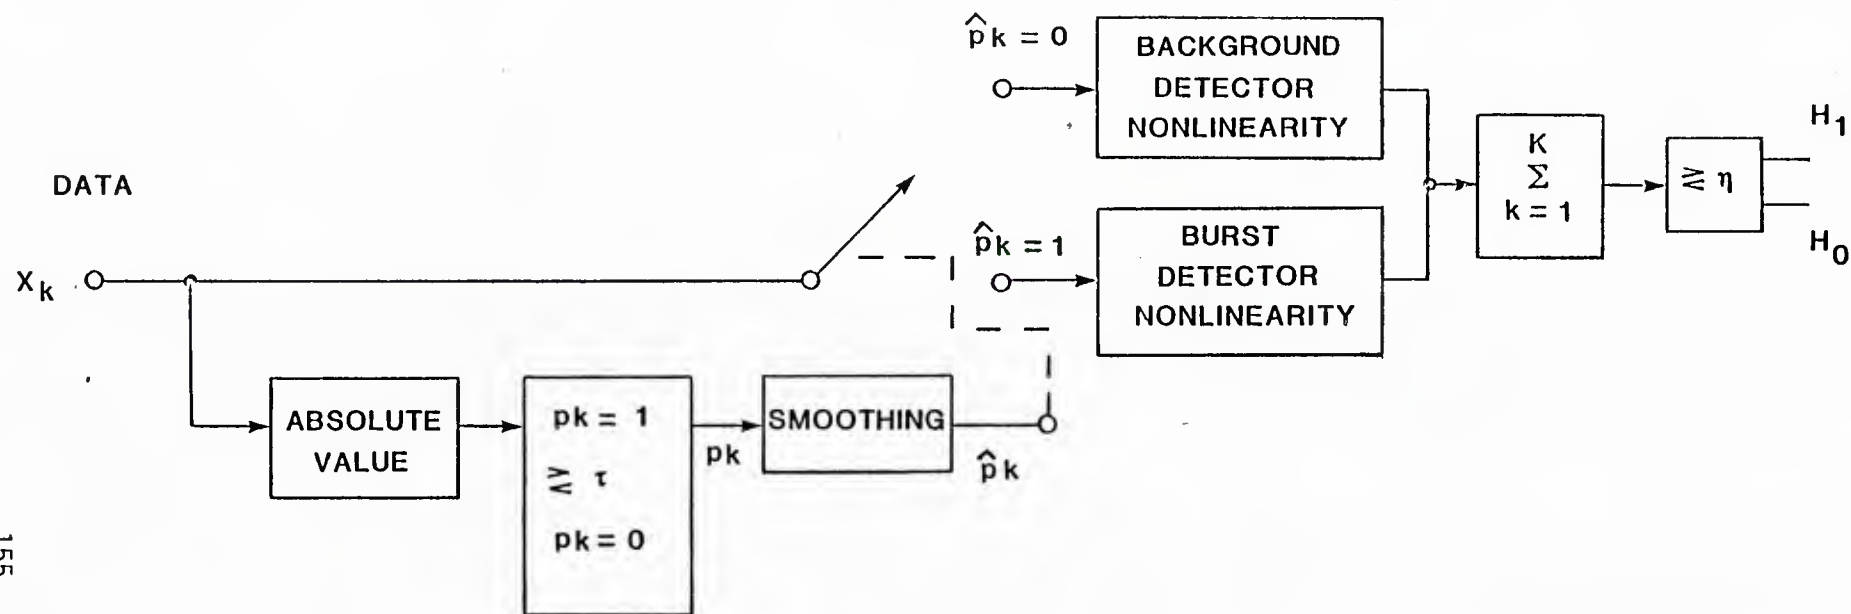 p̂k = 0
BACKGROUND
DETECTOR
NONLINEARITY
DATA
Xk
p̂k = 1
BURST
DETECTOR
NONLINEARITY
K
Σ
k = 1
≷ η
H1
H0
ABSOLUTE
VALUE
pk = 1
≷ τ
pk = 0
pk
SMOOTHING
p̂k
155